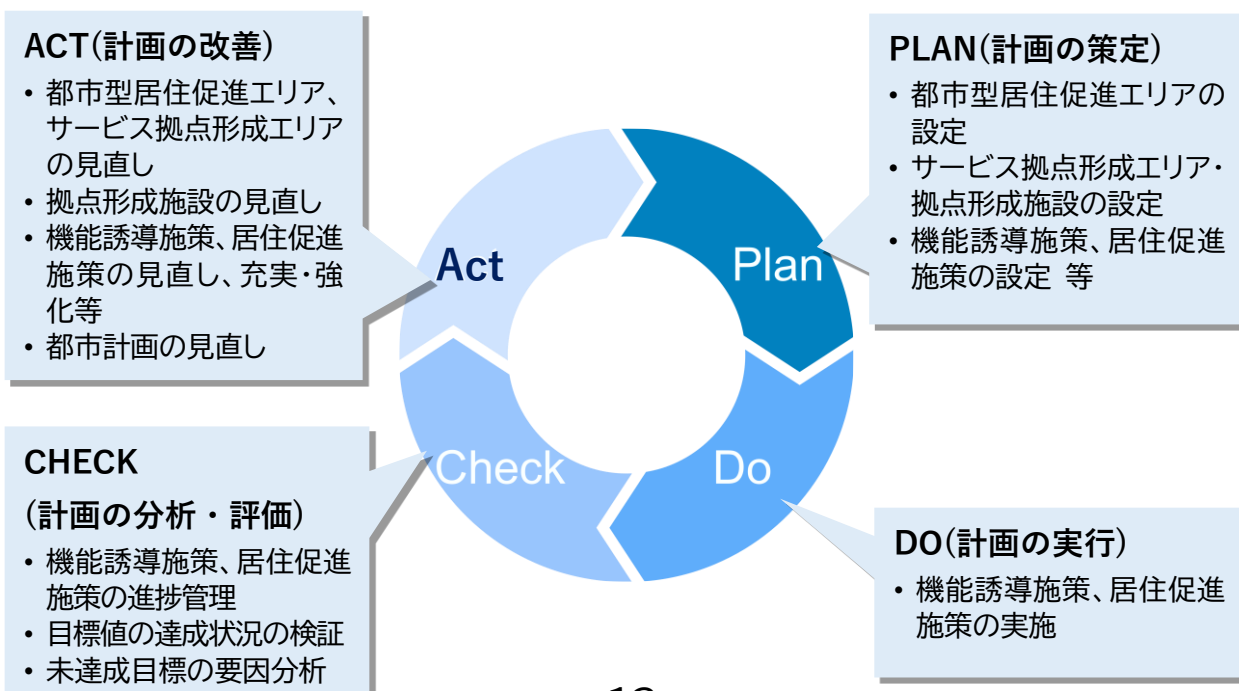 ACT(計画の改善)
• 都市型居住促進エリア、
サービス拠点形成エリア
の見直し
• 拠点形成施設の見直し
• 機能誘導施策、居住促進
施策の見直し、充実・強
化等
• 都市計画の見直し
PLAN(計画の策定)
• 都市型居住促進エリアの
設定
• サービス拠点形成エリア・
拠点形成施設の設定
• 機能誘導施策、居住促進
施策の設定 等
Act
Plan
Check
Do
CHECK
(計画の分析・評価)
• 機能誘導施策、居住促進
施策の進捗管理
• 目標値の達成状況の検証
• 未達成目標の要因分析
DO(計画の実行)
• 機能誘導施策、居住促進
施策の実施